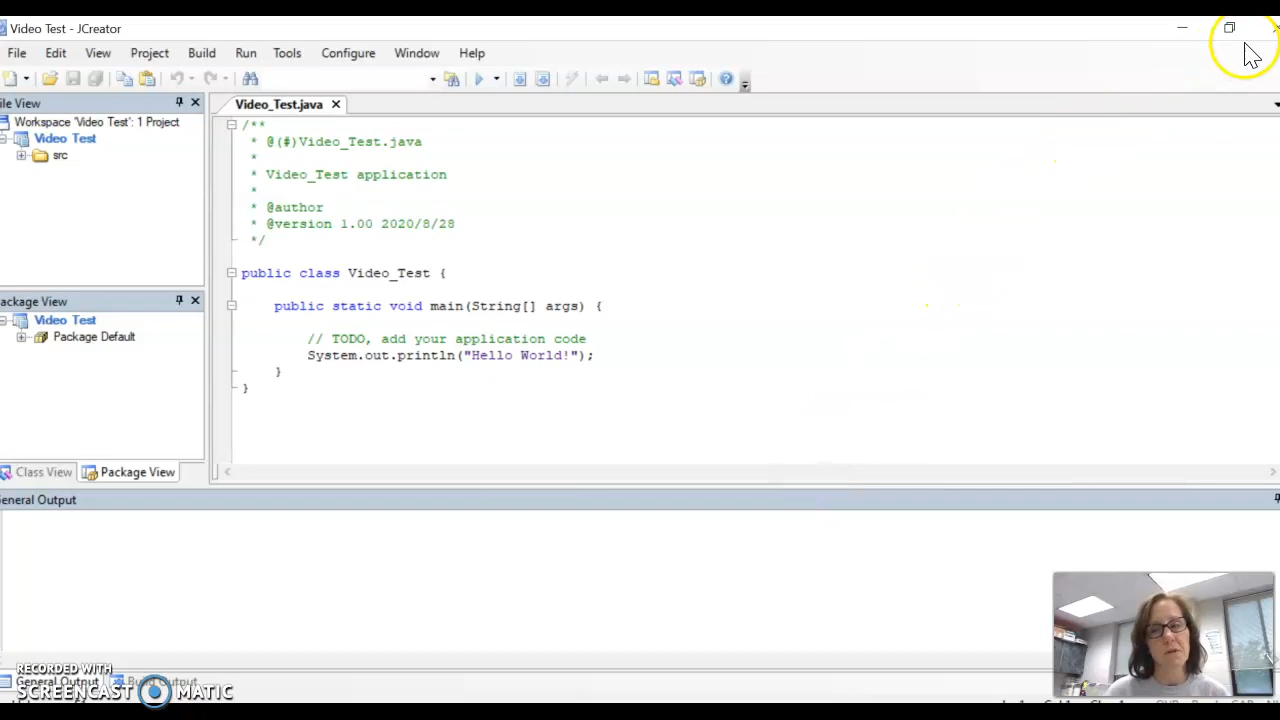 Video Test - JCreator
File Edit View Project Build Run Tools Configure Window Help
ile View
Workspace 'Video Test': 1 Project
Video Test
src
ackage View
Video Test
Package Default
Class View Package View
Video_Test.java
/**
* @(#)Video_Test.java
*
* Video_Test application
*
* @author
* @version 1.00 2020/8/28
*/
public class Video_Test {
public static void main(String[] args) {
// TODO, add your application code
System.out.println("Hello World!");
}
}
eneral Output
RECORDED WITH
General Output Build Output
SCREENCAST MATIC